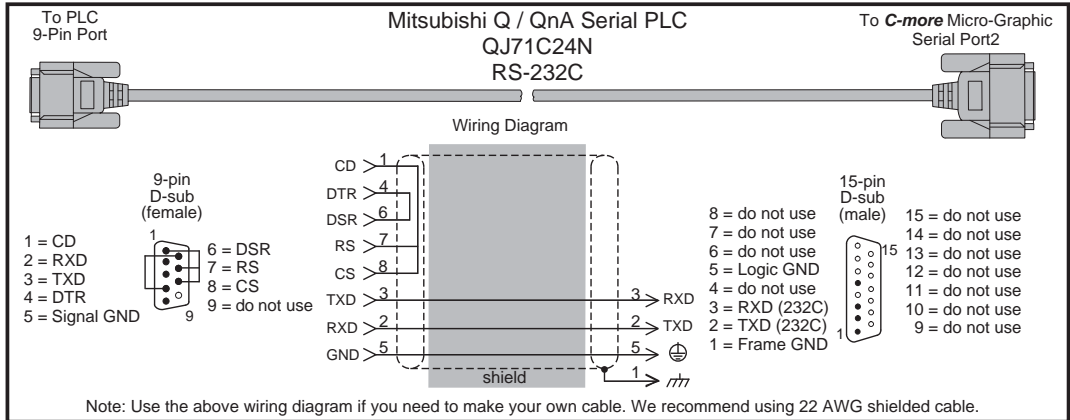 To PLC
9-Pin Port
Mitsubishi Q / QnA Serial PLC
QJ71C24N
RS-232C
To C-more Micro-Graphic
Serial Port2
Wiring Diagram
9-pin
D-sub
(female)
1
9
1 = CD
2 = RXD
3 = TXD
4 = DTR
5 = Signal GND
6 = DSR
7 = RS
8 = CS
9 = do not use
CD 1
DTR 4
DSR 6
RS 7
CS 8
TXD 3
RXD 2
GND 5
shield
3 RXD
2 TXD
5
1
8 = do not use
7 = do not use
6 = do not use
5 = Logic GND
4 = do not use
3 = RXD (232C)
2 = TXD (232C)
1 = Frame GND
15-pin
D-sub
(male)
15
1
15 = do not use
14 = do not use
13 = do not use
12 = do not use
11 = do not use
10 = do not use
9 = do not use
Note: Use the above wiring diagram if you need to make your own cable. We recommend using 22 AWG shielded cable.